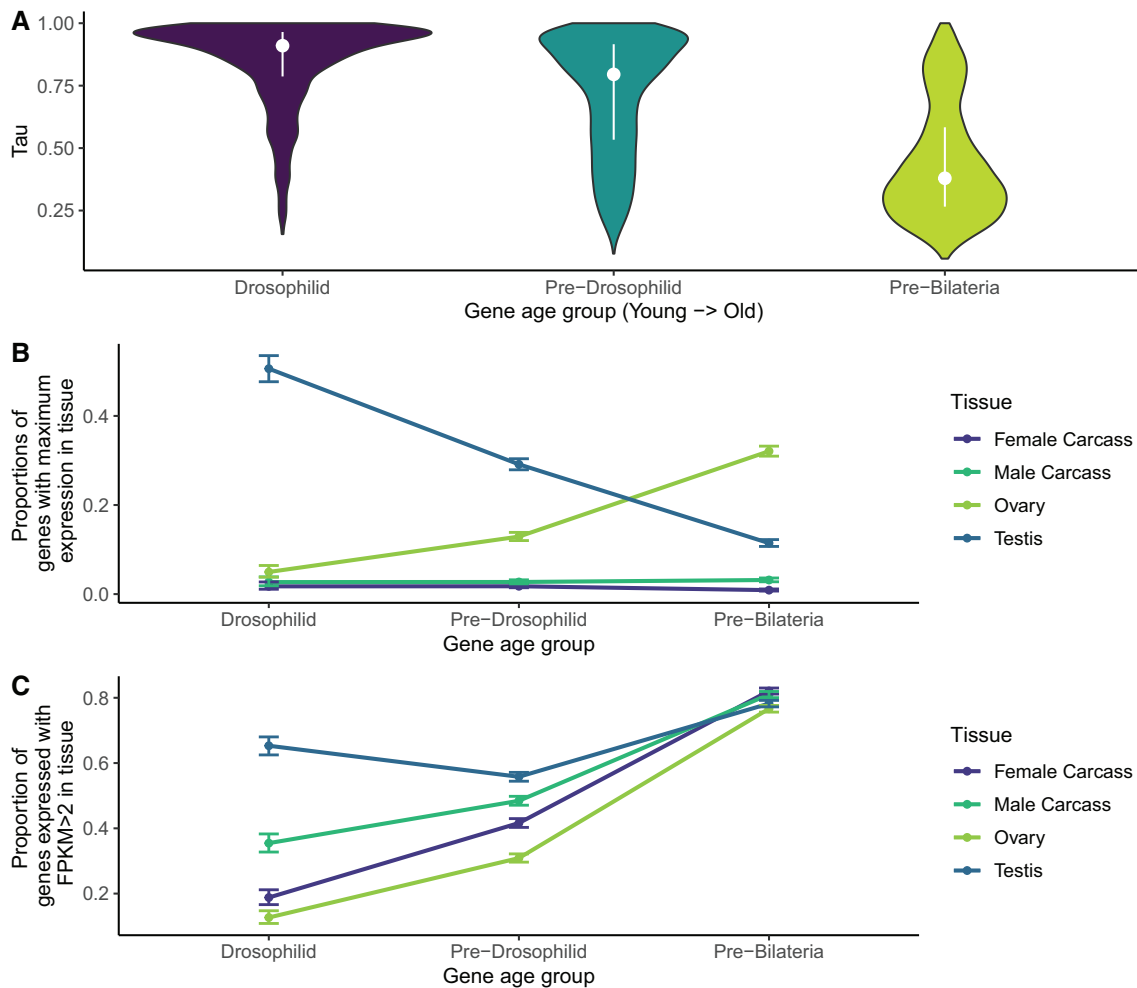 A
1.00
0.75
0.50
0.25
Tau
Drosophilid
Pre−Drosophilid
Pre−Bilateria
Gene age group (Young −> Old)
B
Proportions of
genes with maximum
expression in tissue
0.4
0.2
0.0
Drosophilid
Pre−Drosophilid
Pre−Bilateria
Gene age group
Tissue
Female Carcass
Male Carcass
Ovary
Testis
C
Proportion of
genes expressed with
FPKM>2 in tissue
0.8
0.6
0.4
0.2
Drosophilid
Pre−Drosophilid
Pre−Bilateria
Gene age group
Tissue
Female Carcass
Male Carcass
Ovary
Testis